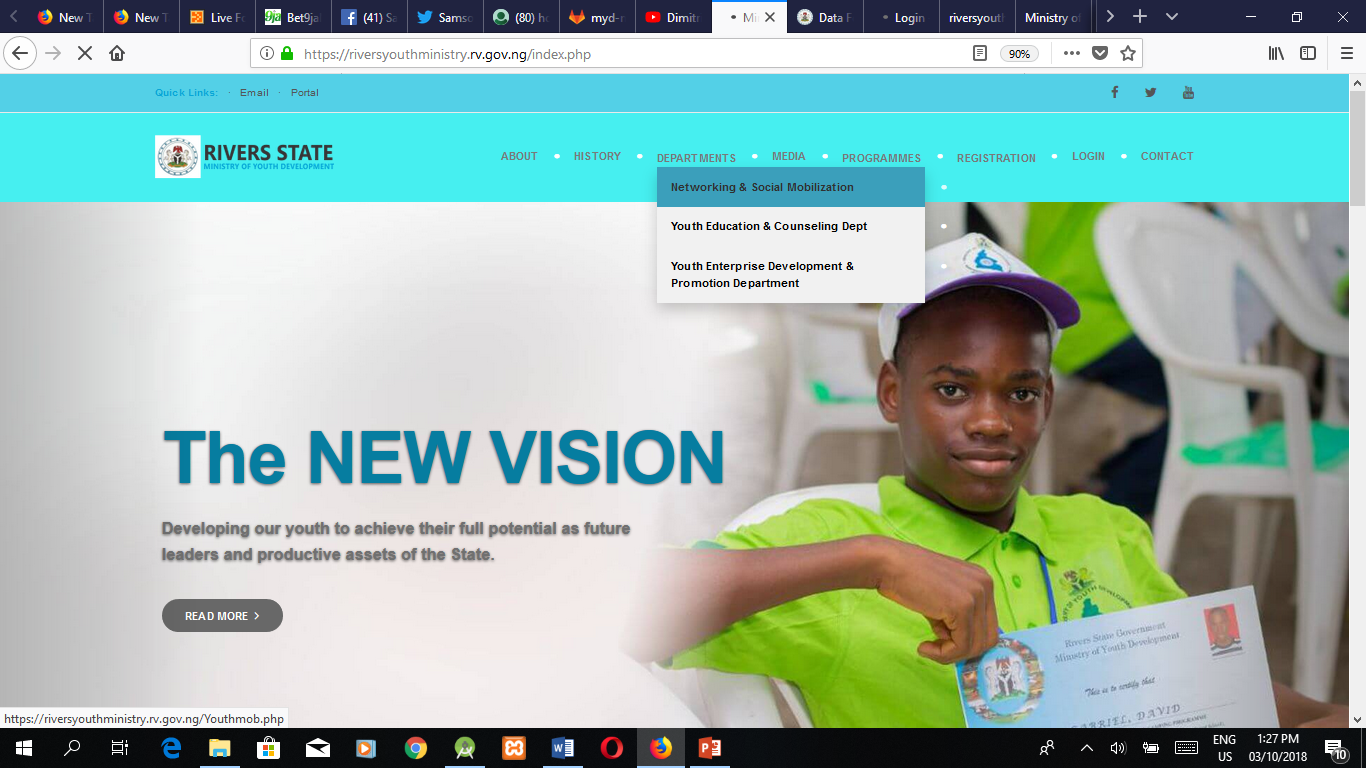 New T
New T
Live Fo
Bet9ja
(41) Sa
Samso
(80) ho
myd-r
Dimitr
Mi
Data F
Login
riversyouth
Ministry of
https://riversyouthministry.rv.gov.ng/index.php
90%
Quick Links: · Email · Portal
RIVERS STATE
MINISTRY OF YOUTH DEVELOPMENT
ABOUT HISTORY DEPARTMENTS MEDIA PROGRAMMES REGISTRATION LOGIN CONTACT
Networking & Social Mobilization
Youth Education & Counseling Dept
Youth Enterprise Development &
Promotion Department
The NEW VISION
Developing our youth to achieve their full potential as future
leaders and productive assets of the State.
READ MORE >
Rivers State Government
Ministry of Youth Development
This is to certify that
GABRIEL, DAVID
https://riversyouthministry.rv.gov.ng/Youthmob.php
ENG
US
1:27 PM
03/10/2018
10